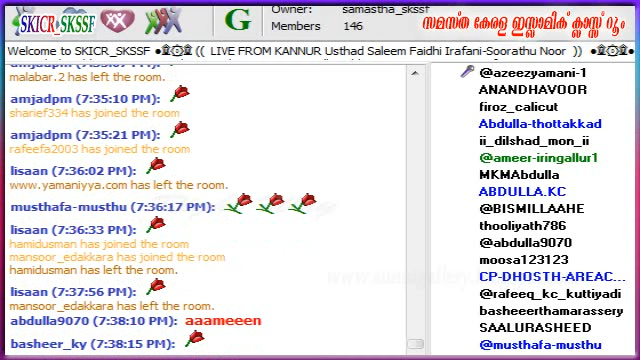 SKICR_SKSSF
G
Owner: samastha_skssf
Members 146
സമസ്ത കേരള ഇസ്ലാമിക് ക്ലാസ്സ് റൂം
Welcome to SKICR_SKSSF ●۩۞۩● (( LIVE FROM KANNUR Usthad Saleem Faidhi Irafani-Soorathu Noor )) ●۩۞۩●
malabar.2 has left the room.
amjadpm (7:35:10 PM):
sharief334 has joined the room
amjadpm (7:35:21 PM):
rafeefa2003 has joined the room
lisaan (7:36:02 PM):
www.yamaniyya.com has left the room.
musthafa-musthu (7:36:17 PM):
lisaan (7:36:33 PM):
hamidusman has joined the room
mansoor_edakkara has joined the room
hamidusman has left the room.
lisaan (7:37:56 PM):
mansoor_edakkara has left the room.
abdulla9070 (7:38:10 PM): aaameeen
basheer_ky (7:38:15 PM):
@azeezyamani-1
ANANDHAVOOR
firoz_calicut
Abdulla-thottakkad
ii_dilshad_mon_ii
@ameer-iringallur1
MKMAbdulla
ABDULLA.KC
@BISMILLAAHE
thooliyath786
@abdulla9070
moosa123123
CP-DHOSTH-AREAC...
@rafeeq_kc_kuttiyadi
basheeerthamarassery
SAALURASHEED
@musthafa-musthu